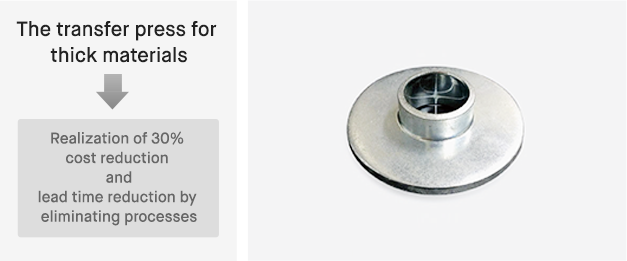 The transfer press for
thick materials
Realization of 30%
cost reduction
and
lead time reduction by
eliminating processes